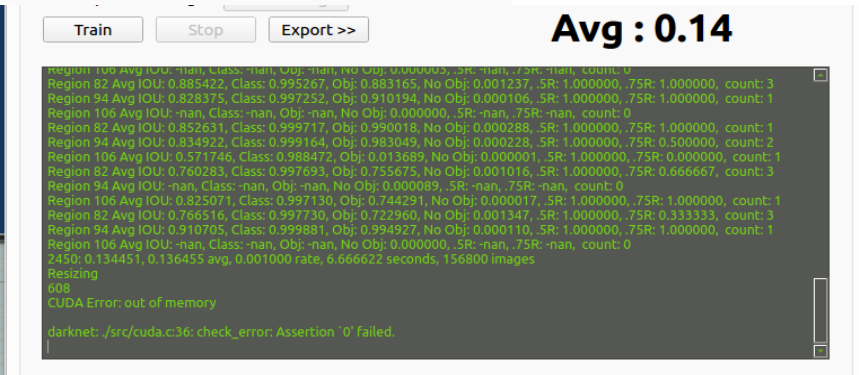 Train
Stop
Export >>
Avg : 0.14
Region 106 Avg IOU: -nan, Class: -nan, Obj: -nan, No Obj: 0.000003, .5R: -nan, .75R: -nan,  count: 0
Region 82 Avg IOU: 0.885422, Class: 0.995267, Obj: 0.883165, No Obj: 0.001237, .5R: 1.000000, .75R: 1.000000,  count: 3
Region 94 Avg IOU: 0.828375, Class: 0.997252, Obj: 0.910194, No Obj: 0.000106, .5R: 1.000000, .75R: 1.000000,  count: 1
Region 106 Avg IOU: -nan, Class: -nan, Obj: -nan, No Obj: 0.000000, .5R: -nan, .75R: -nan,  count: 0
Region 82 Avg IOU: 0.852631, Class: 0.999717, Obj: 0.990018, No Obj: 0.000288, .5R: 1.000000, .75R: 1.000000,  count: 1
Region 94 Avg IOU: 0.834922, Class: 0.999164, Obj: 0.983049, No Obj: 0.000228, .5R: 1.000000, .75R: 0.500000,  count: 2
Region 106 Avg IOU: 0.571746, Class: 0.988472, Obj: 0.013689, No Obj: 0.000001, .5R: 1.000000, .75R: 0.000000,  count: 1
Region 82 Avg IOU: 0.760283, Class: 0.997693, Obj: 0.755675, No Obj: 0.001016, .5R: 1.000000, .75R: 0.666667,  count: 3
Region 94 Avg IOU: -nan, Class: -nan, Obj: -nan, No Obj: 0.000089, .5R: -nan, .75R: -nan,  count: 0
Region 106 Avg IOU: 0.825071, Class: 0.997130, Obj: 0.744291, No Obj: 0.000017, .5R: 1.000000, .75R: 1.000000,  count: 1
Region 82 Avg IOU: 0.766516, Class: 0.997730, Obj: 0.722960, No Obj: 0.001347, .5R: 1.000000, .75R: 0.333333,  count: 3
Region 94 Avg IOU: 0.910705, Class: 0.999881, Obj: 0.994927, No Obj: 0.000110, .5R: 1.000000, .75R: 1.000000,  count: 1
Region 106 Avg IOU: -nan, Class: -nan, Obj: -nan, No Obj: 0.000000, .5R: -nan, .75R: -nan,  count: 0
2450: 0.134451, 0.136455 avg, 0.001000 rate, 6.666622 seconds, 156800 images
Resizing
608
CUDA Error: out of memory
darknet: ./src/cuda.c:36: check_error: Assertion `0' failed.